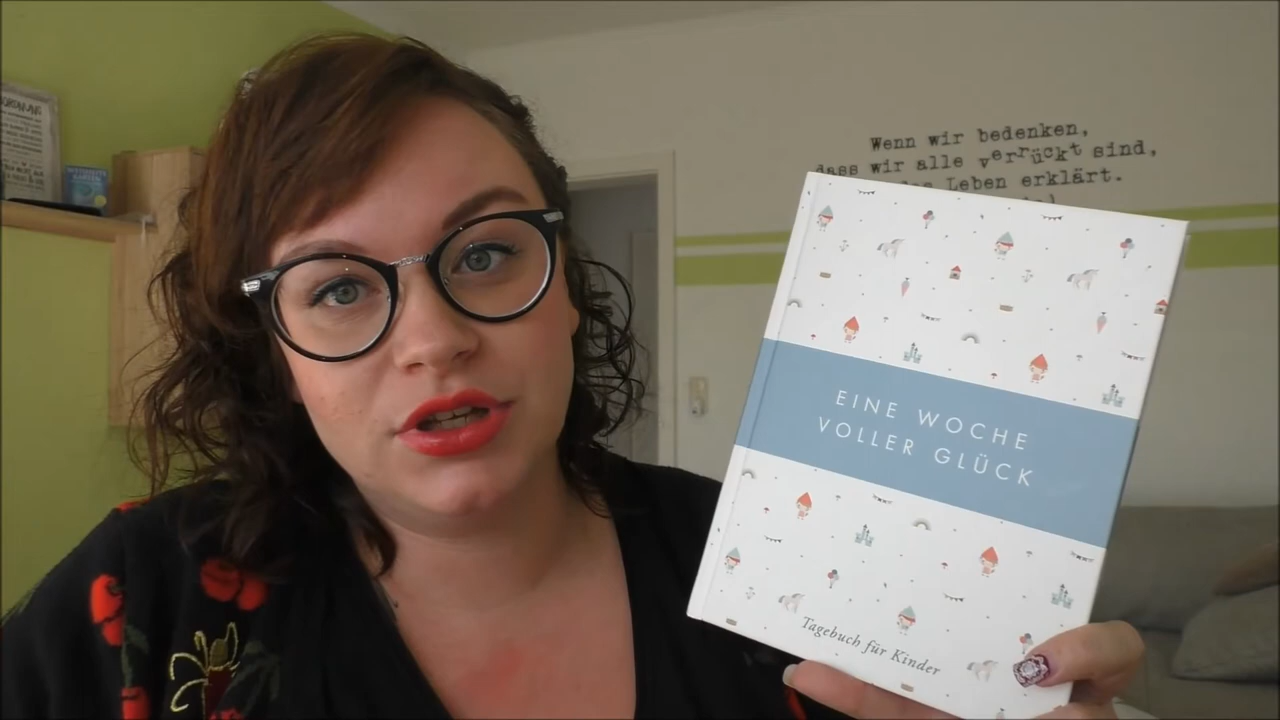 Wenn wir bedenken,
dass wir alle verrückt sind,
Leben erklärt.
EINE WOCHE
VOLLER GLÜCK
Tagebuch für Kinder